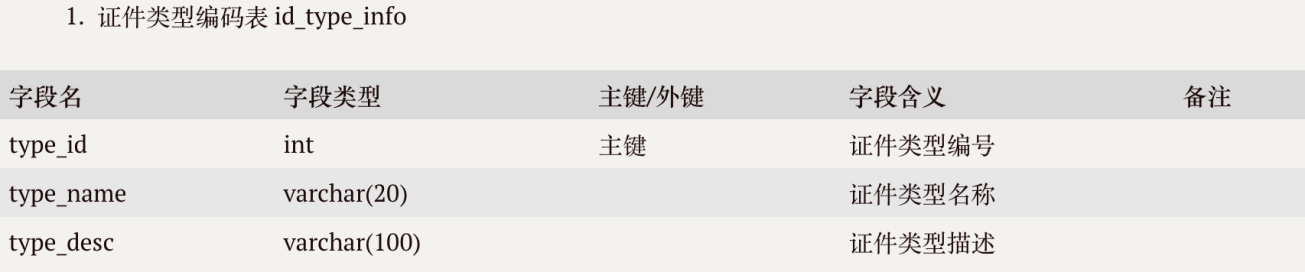 1. 证件类型编码表 id_type_info
字段名 字段类型 主键/外键 字段含义 备注
type_id int 主键 证件类型编号
type_name varchar(20) 证件类型名称
type_desc varchar(100) 证件类型描述